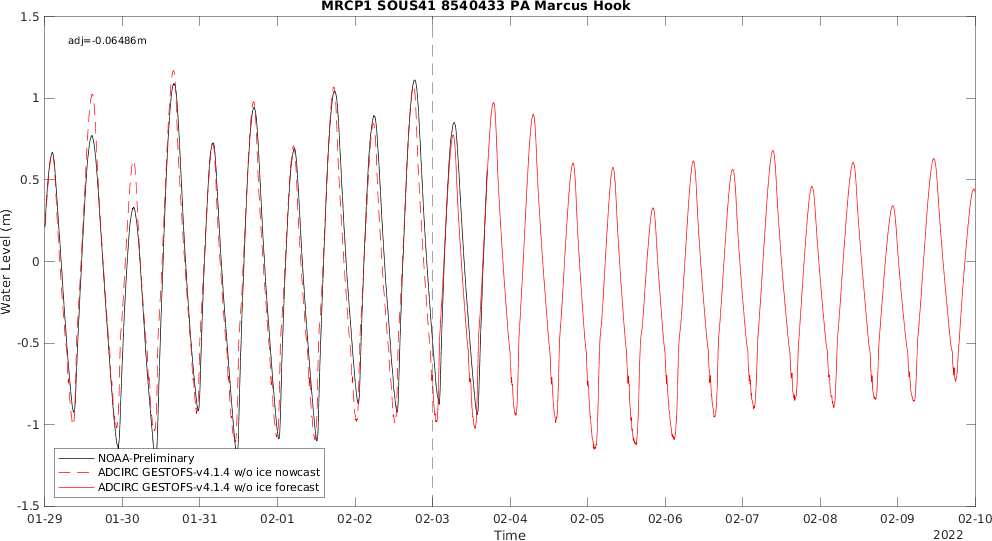 MRCP1 SOUS41 8540433 PA Marcus Hook
adj=-0.06486m
Water Level (m)
1.5
1
0.5
0
-0.5
-1
-1.5
NOAA-Preliminary
ADCIRC GESTOFS-v4.1.4 w/o ice nowcast
ADCIRC GESTOFS-v4.1.4 w/o ice forecast
01-29 01-30 01-31 02-01 02-02 02-03 02-04 02-05 02-06 02-07 02-08 02-09 02-10
Time
2022